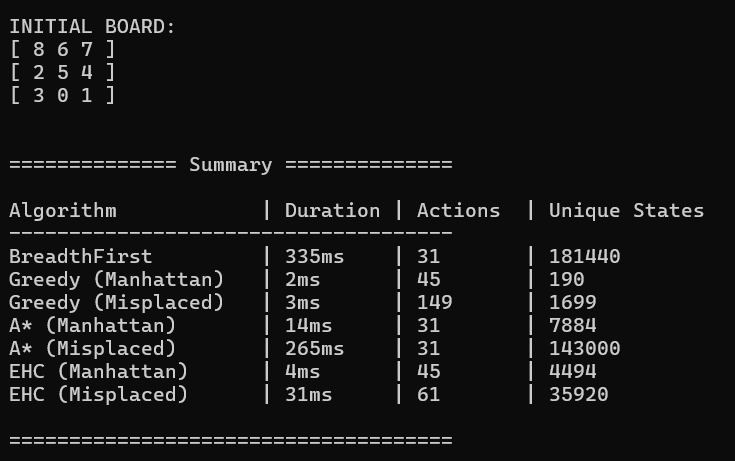 INITIAL BOARD:
[ 8 6 7 ]
[ 2 5 4 ]
[ 3 0 1 ]
============== Summary ==============
Algorithm            | Duration | Actions  | Unique States
-------------------------------------
BreadthFirst         | 335ms    | 31       | 181440
Greedy (Manhattan)   | 2ms      | 45       | 190
Greedy (Misplaced)   | 3ms      | 149      | 1699
A* (Manhattan)       | 14ms     | 31       | 7884
A* (Misplaced)       | 265ms    | 31       | 143000
EHC (Manhattan)      | 4ms      | 45       | 4494
EHC (Misplaced)      | 31ms     | 61       | 35920
=====================================